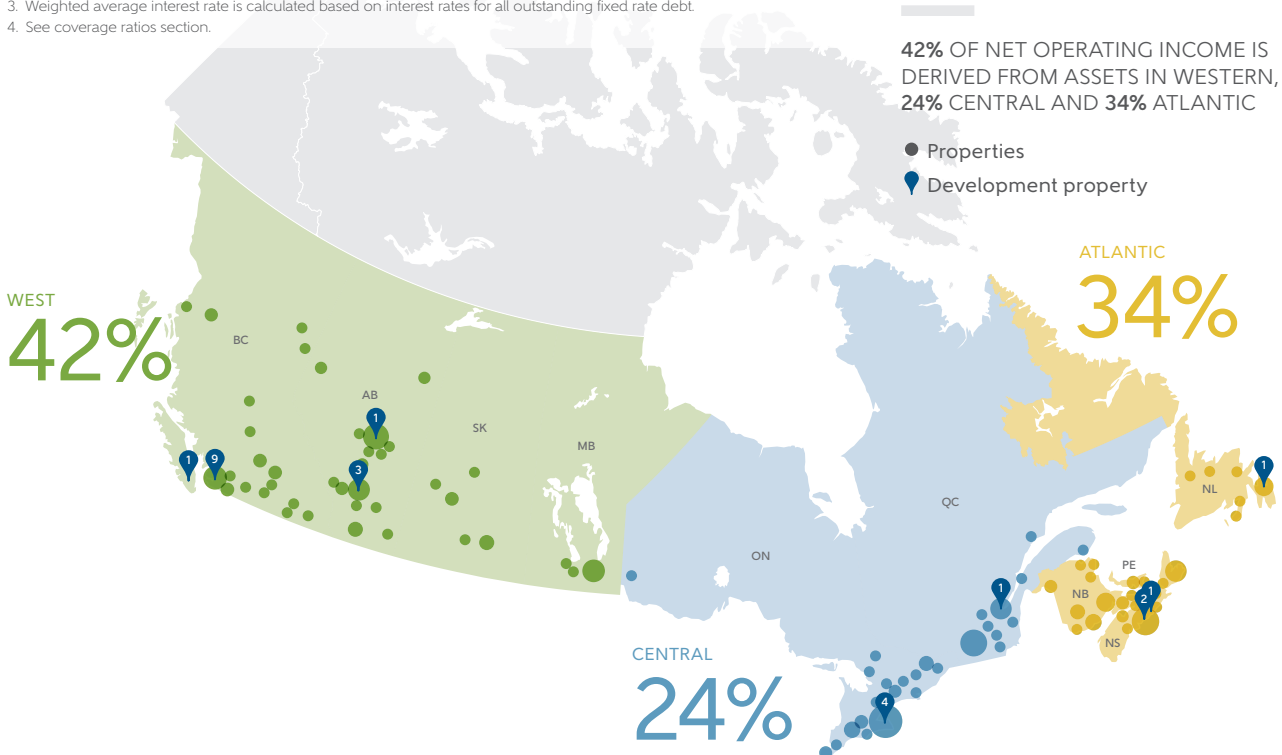 3. Weighted average interest rate is calculated based on interest rates for all outstanding fixed rate debt.
4. See coverage ratios section.
42% OF NET OPERATING INCOME IS
DERIVED FROM ASSETS IN WESTERN,
24% CENTRAL AND 34% ATLANTIC
Properties
Development property
ATLANTIC
34%
WEST
42%
BC
AB
1
SK
MB
1
9
3
QC
NL
1
ON
PE
NB
1
2
1
NS
CENTRAL
24%
4